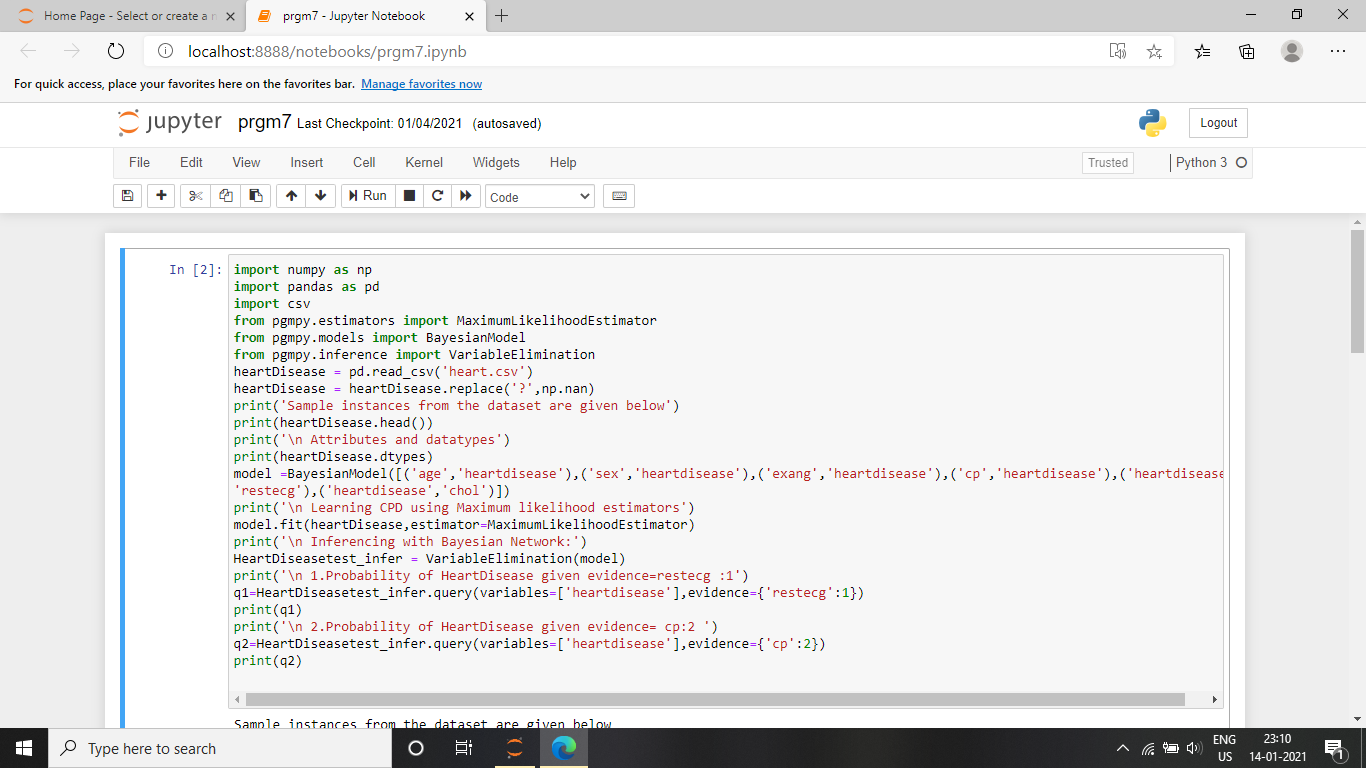 Home Page - Select or create a n
prgm7 - Jupyter Notebook
localhost:8888/notebooks/prgm7.ipynb
For quick access, place your favorites here on the favorites bar. Manage favorites now
jupyter prgm7 Last Checkpoint: 01/04/2021 (autosaved)
Logout
File Edit View Insert Cell Kernel Widgets Help
Trusted
Python 3
Run
Code
In [2]:
import numpy as np
import pandas as pd
import csv
from pgmpy.estimators import MaximumLikelihoodEstimator
from pgmpy.models import BayesianModel
from pgmpy.inference import VariableElimination
heartDisease = pd.read_csv('heart.csv')
heartDisease = heartDisease.replace('?',np.nan)
print('Sample instances from the dataset are given below')
print(heartDisease.head())
print('\n Attributes and datatypes')
print(heartDisease.dtypes)
model =BayesianModel([('age','heartdisease'),('sex','heartdisease'),('exang','heartdisease'),('cp','heartdisease'),('heartdisease
'restecg'),('heartdisease','chol')])
print('\n Learning CPD using Maximum likelihood estimators')
model.fit(heartDisease,estimator=MaximumLikelihoodEstimator)
print('\n Inferencing with Bayesian Network:')
HeartDiseasetest_infer = VariableElimination(model)
print('\n 1.Probability of HeartDisease given evidence=restecg :1')
q1=HeartDiseasetest_infer.query(variables=['heartdisease'],evidence={'restecg':1})
print(q1)
print('\n 2.Probability of HeartDisease given evidence= cp:2 ')
q2=HeartDiseasetest_infer.query(variables=['heartdisease'],evidence={'cp':2})
print(q2)
Sample instances from the dataset are given below
Type here to search
ENG
US
23:10
14-01-2021
1